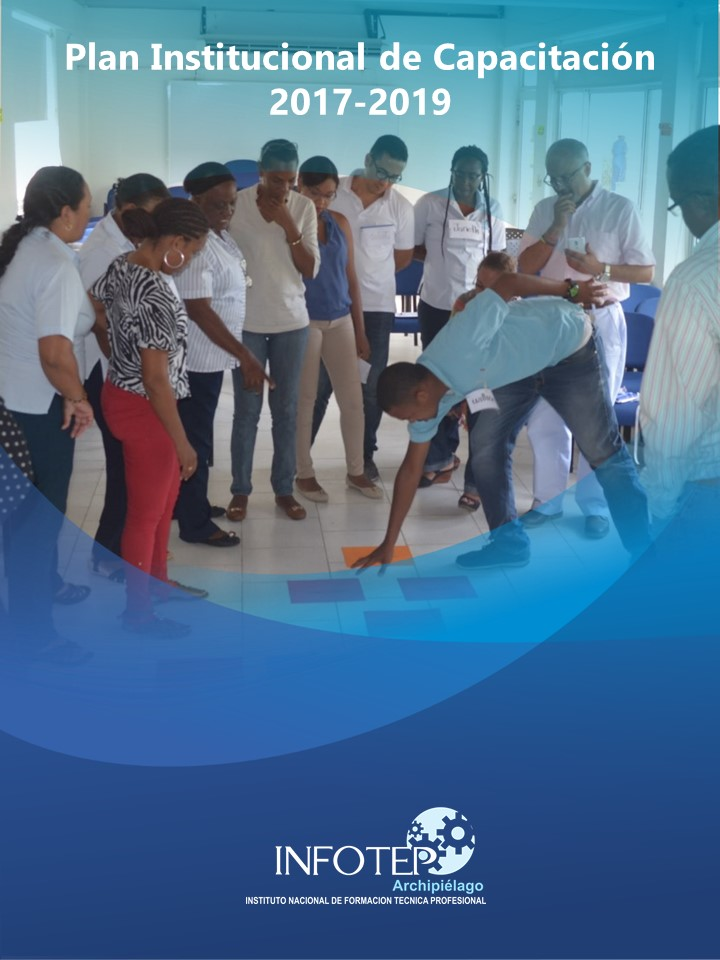 Plan Institucional de Capacitación
2017-2019
INFOTEP
Archipiélago
INSTITUTO NACIONAL DE FORMACION TECNICA PROFESIONAL